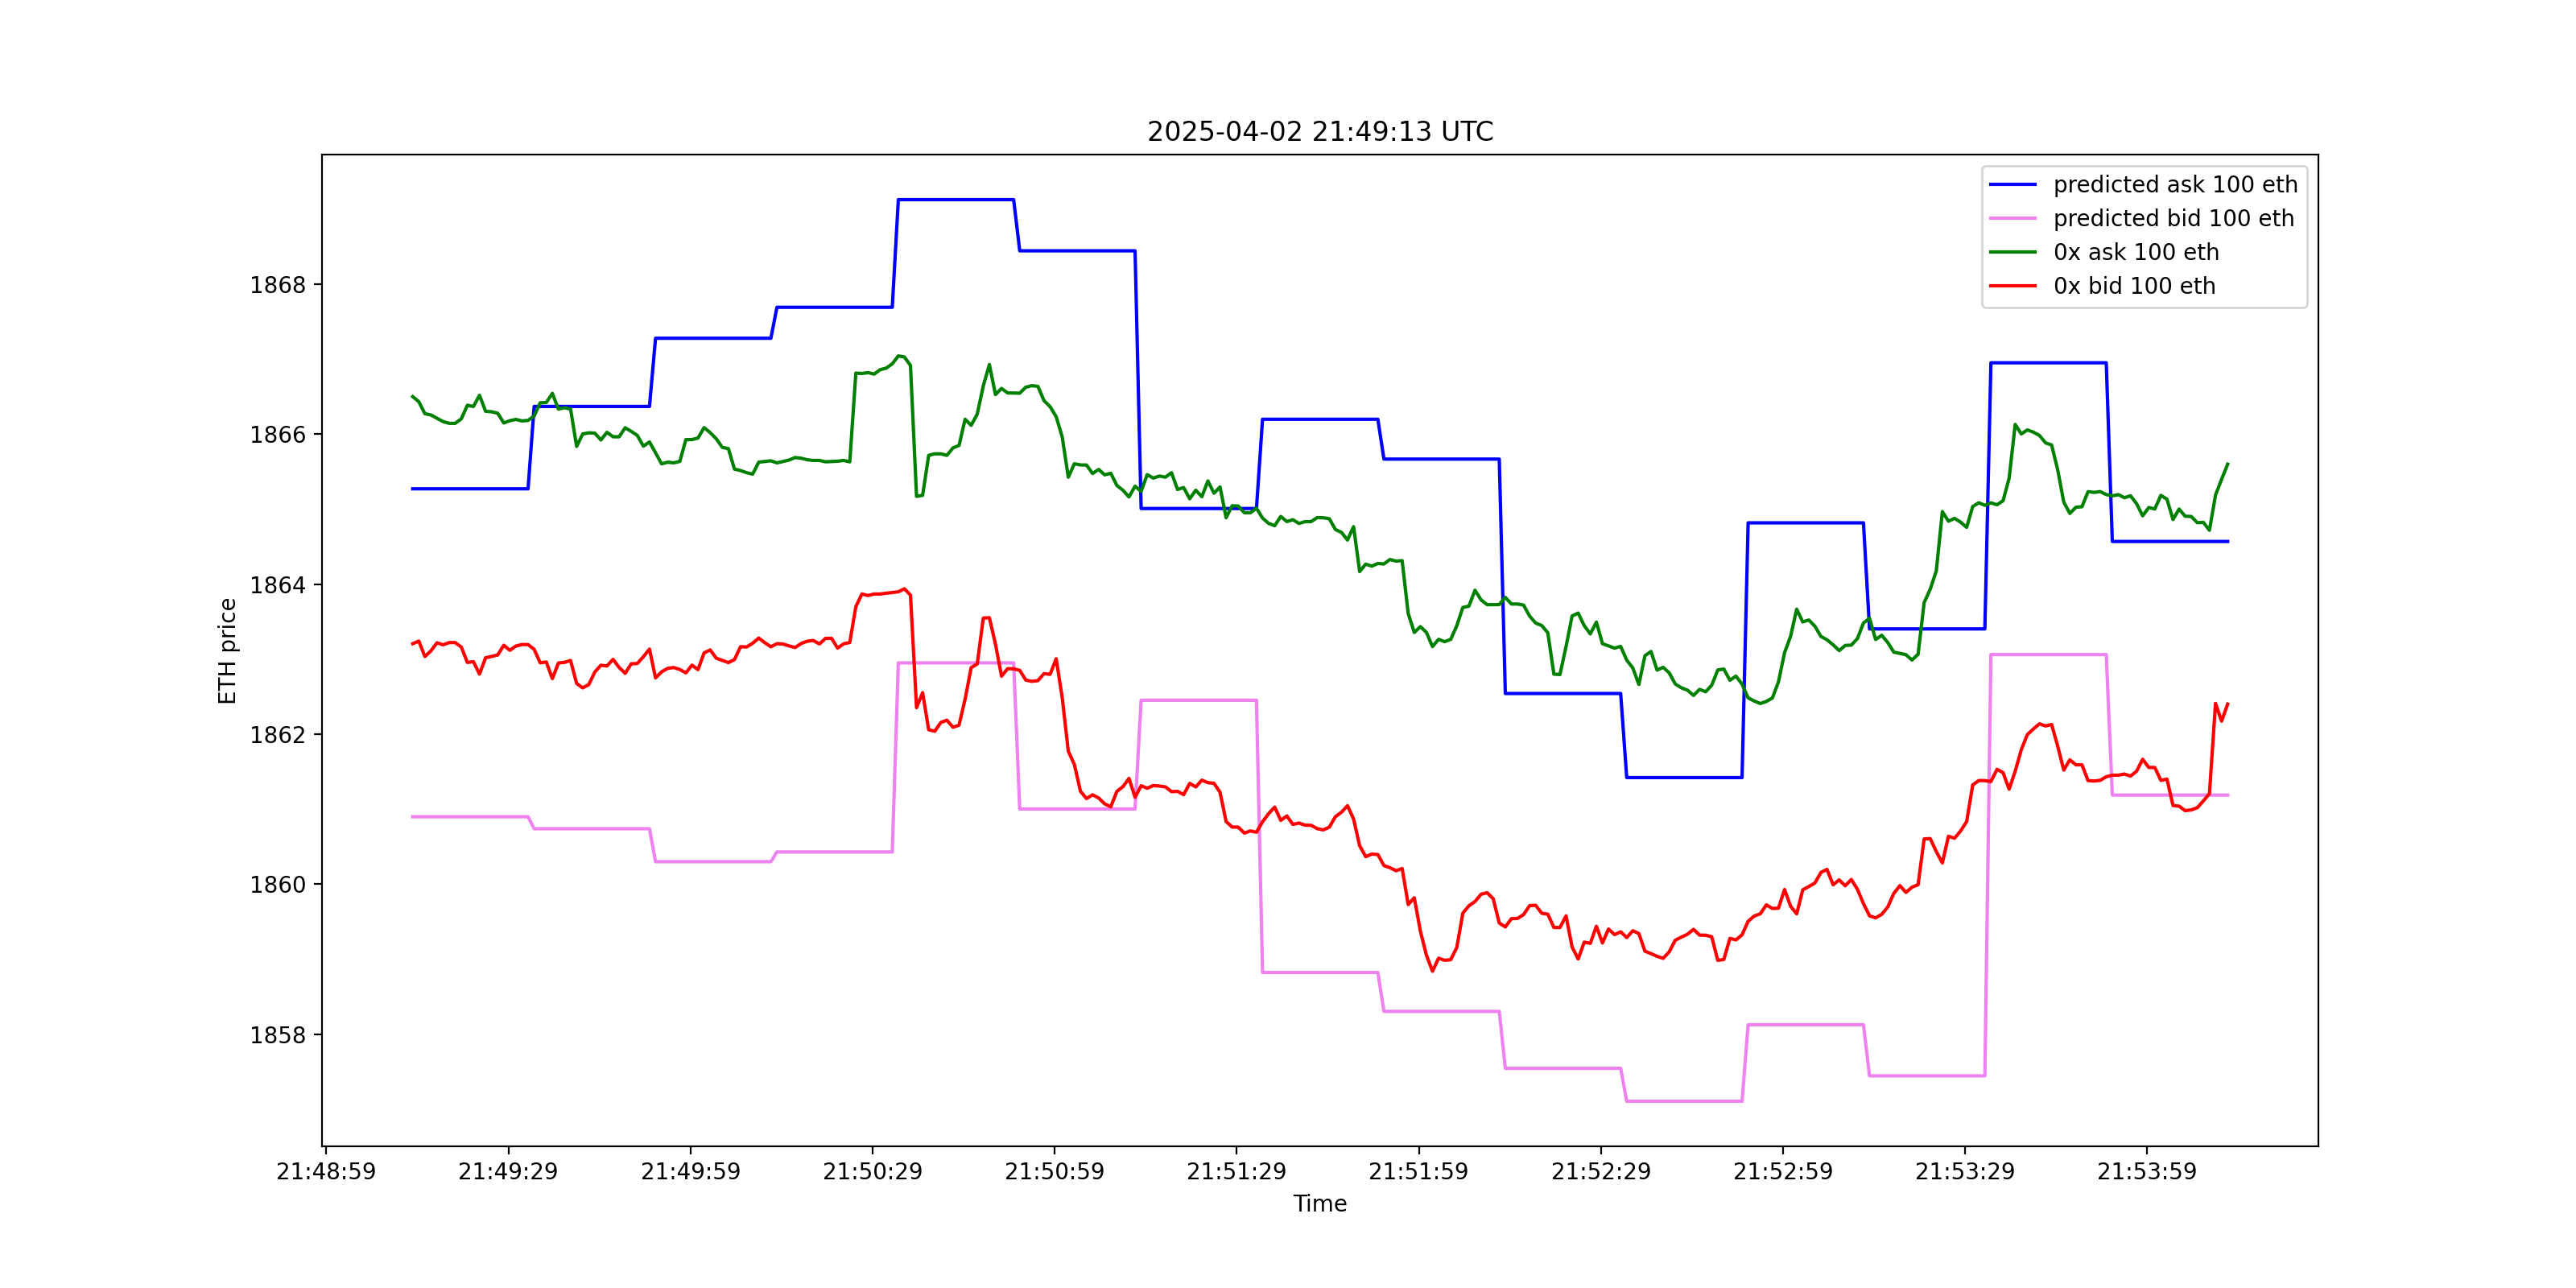 2025-04-02 21:49:13 UTC
predicted ask 100 eth
predicted bid 100 eth
0x ask 100 eth
0x bid 100 eth
ETH price
1868
1866
1864
1862
1860
1858
21:48:59 21:49:29 21:49:59 21:50:29 21:50:59 21:51:29 21:51:59 21:52:29 21:52:59 21:53:29 21:53:59
Time